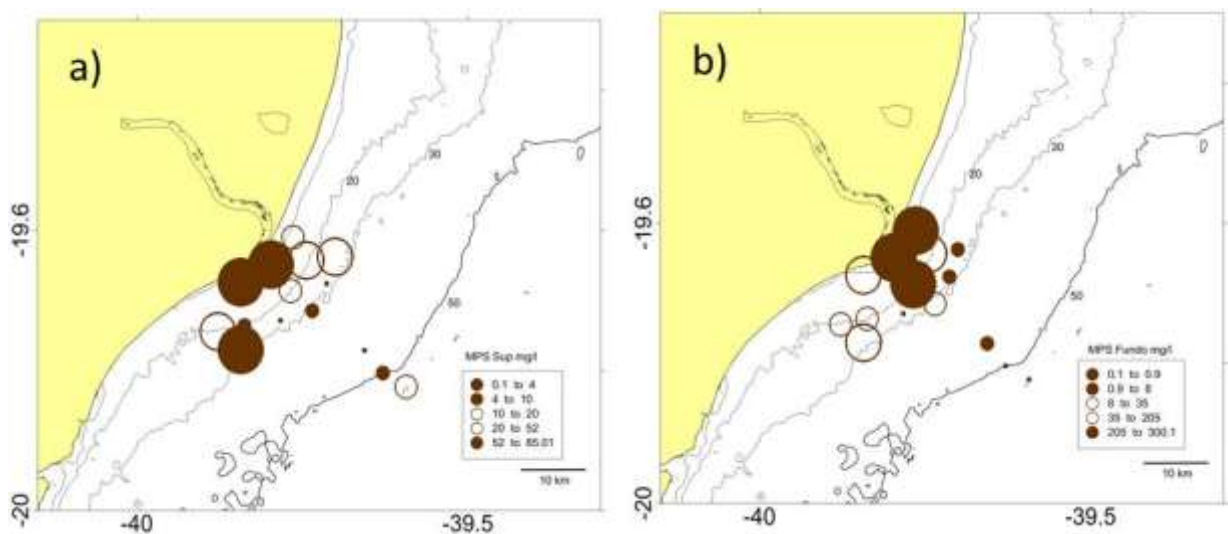 a)
20
30
50
-19.6
-20
-40
-39.5
MPS Sup mg/l
0.1 to 4
4 to 10
10 to 20
20 to 52
52 to 85.01
10 km
b)
20
30
50
-19.6
-20
-40
-39.5
MPS Fundo mg/l
0.1 to 0.9
0.9 to 8
8 to 35
35 to 205
205 to 300.1
10 km